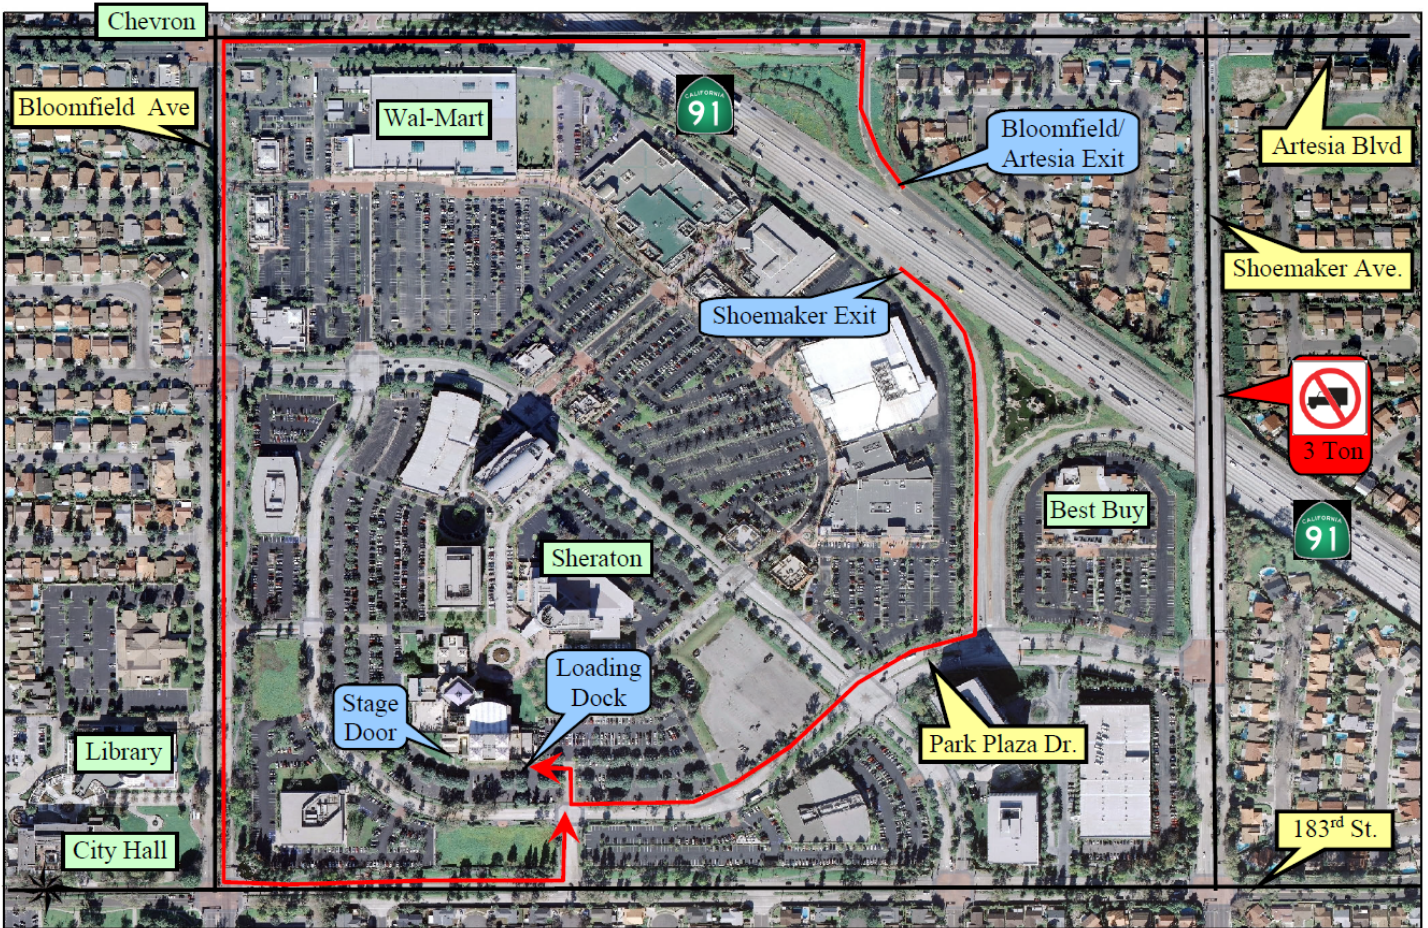 Chevron
Bloomfield Ave
Wal-Mart
CALIFORNIA
91
Bloomfield/
Artesia Exit
Artesia Blvd
Shoemaker Ave.
Shoemaker Exit
3 Ton
CALIFORNIA
91
Best Buy
Sheraton
Loading
Dock
Stage
Door
Park Plaza Dr.
Library
City Hall
183rd St.